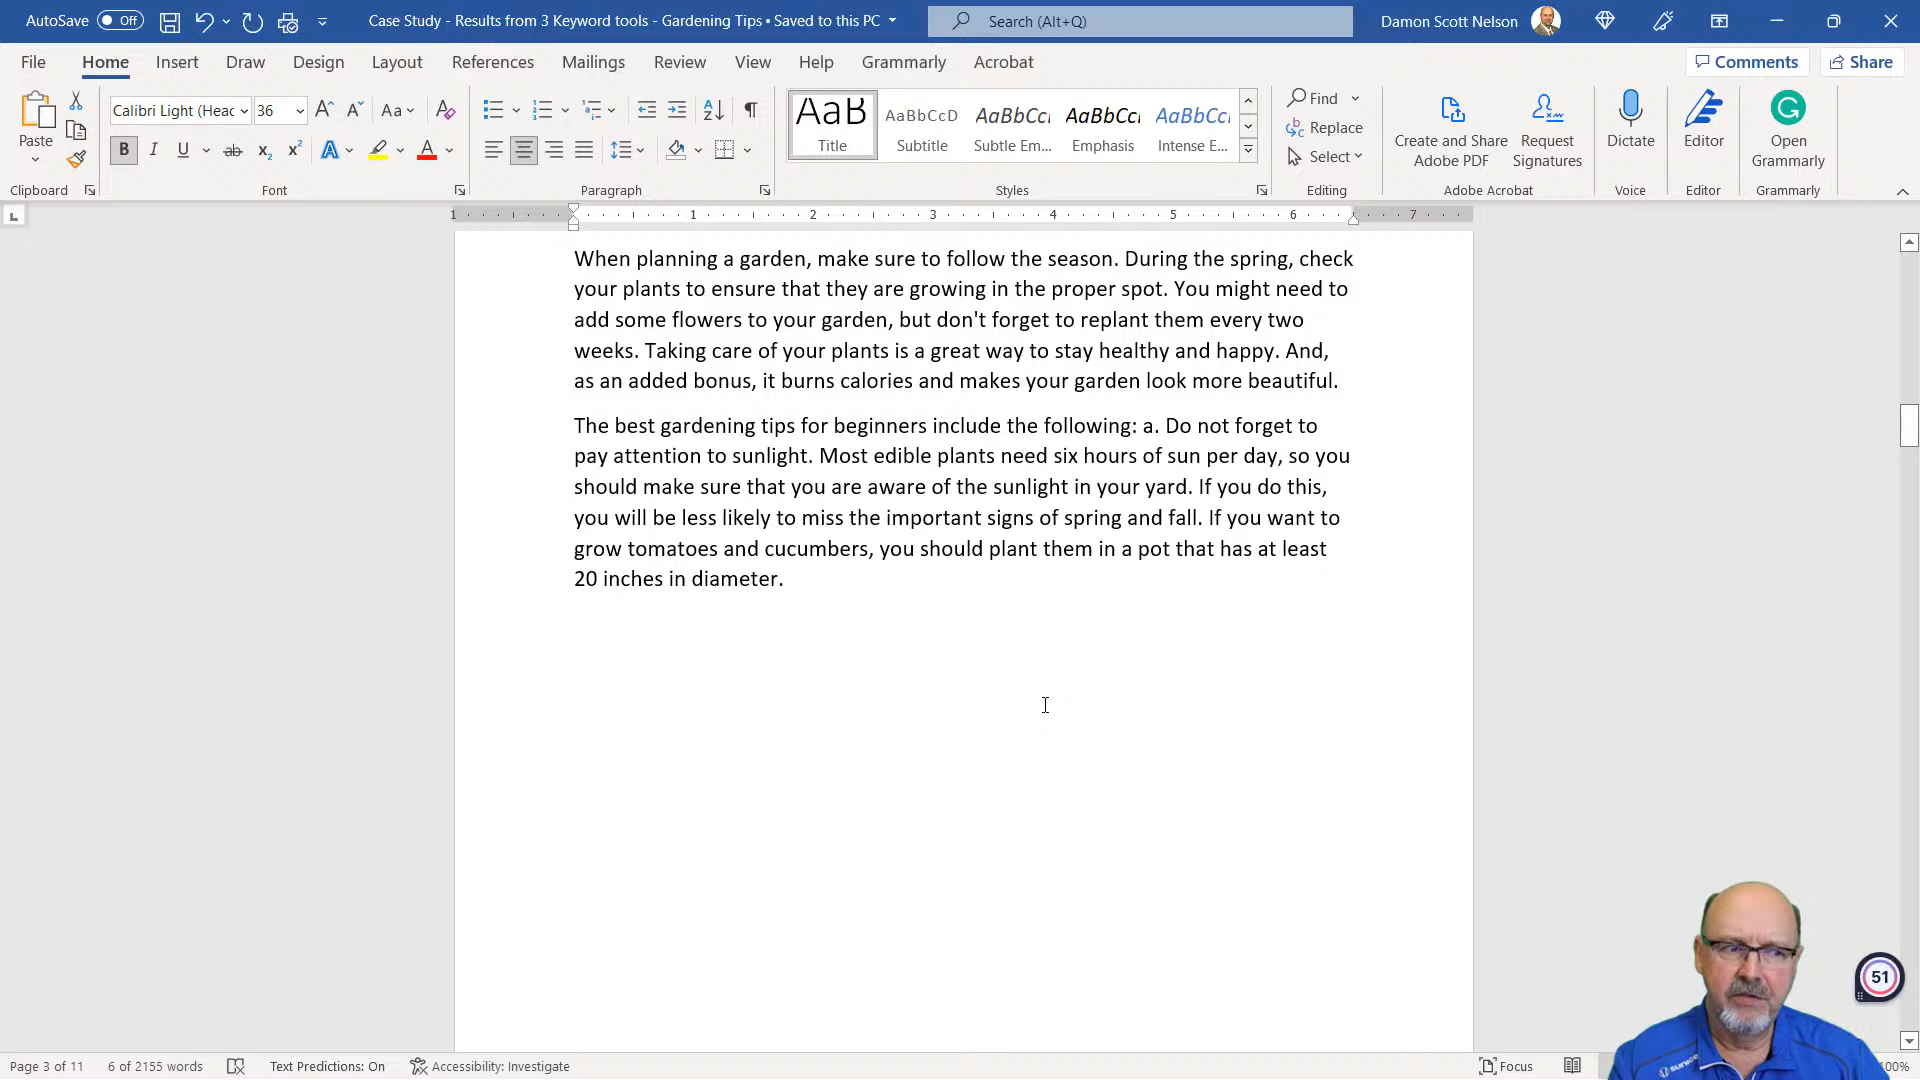 AutoSave Off Case Study - Results from 3 Keyword tools - Gardening Tips • Saved to this PC Search (Alt+Q) Damon Scott Nelson
File Home Insert Draw Design Layout References Mailings Review View Help Grammarly Acrobat Comments Share
Paste Calibri Light (Head 36 Aa
Clipboard Font Paragraph
AaB Title
AaBbCcD Subtitle
AaBbCcI Subtle Em...
AaBbCcI Emphasis
AaBbCcI Intense E...
Styles
Find
Replace
Select
Editing
Create and Share Adobe PDF
Request Signatures
Adobe Acrobat
Dictate
Voice
Editor
Editor
Open Grammarly
Grammarly
1 1 2 3 4 5 6 7
When planning a garden, make sure to follow the season. During the spring, check
your plants to ensure that they are growing in the proper spot. You might need to
add some flowers to your garden, but don't forget to replant them every two
weeks. Taking care of your plants is a great way to stay healthy and happy. And,
as an added bonus, it burns calories and makes your garden look more beautiful.
The best gardening tips for beginners include the following: a. Do not forget to
pay attention to sunlight. Most edible plants need six hours of sun per day, so you
should make sure that you are aware of the sunlight in your yard. If you do this,
you will be less likely to miss the important signs of spring and fall. If you want to
grow tomatoes and cucumbers, you should plant them in a pot that has at least
20 inches in diameter.
51
Page 3 of 11 6 of 2155 words Text Predictions: On Accessibility: Investigate Focus